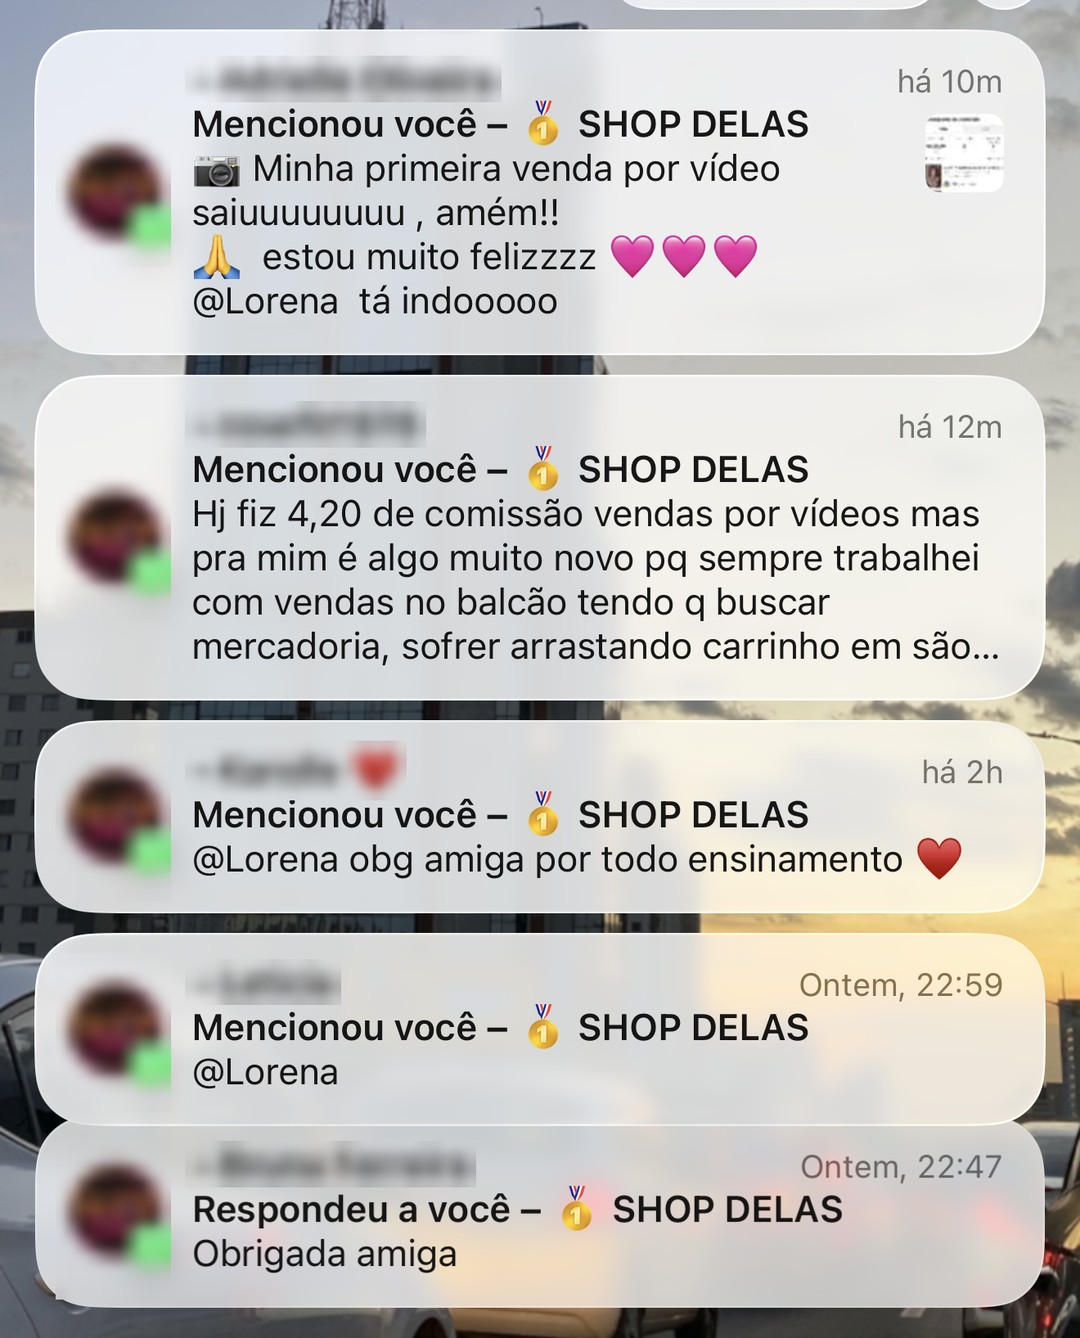 há 10m
Mencionou você – 🥇 SHOP DELAS
📷 Minha primeira venda por vídeo
saiuuuuuuuu , amém!!
🙏 estou muito felizzzz 🩷🩷🩷
@Lorena tá indooooo
há 12m
Mencionou você – 🥇 SHOP DELAS
Hj fiz 4,20 de comissão vendas por vídeos mas
pra mim é algo muito novo pq sempre trabalhei
com vendas no balcão tendo q buscar
mercadoria, sofrer arrastando carrinho em são...
há 2h
Mencionou você – 🥇 SHOP DELAS
@Lorena obg amiga por todo ensinamento ♥️
Ontem, 22:59
Mencionou você – 🥇 SHOP DELAS
@Lorena
Ontem, 22:47
Respondeu a você – 🥇 SHOP DELAS
Obrigada amiga